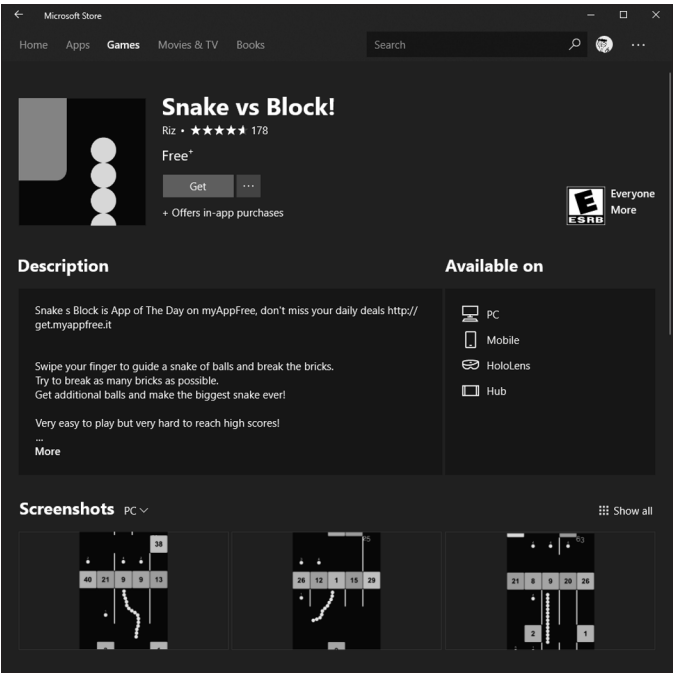 Microsoft Store
Home Apps Games Movies & TV Books Search
Snake vs Block!
Riz • 178
Free+
Get ...
+ Offers in-app purchases
E
ESRB
Everyone
More
Description
Snake s Block is App of The Day on myAppFree, don't miss your daily deals http://
get.myappfree.it
Swipe your finger to guide a snake of balls and break the bricks.
Try to break as many bricks as possible.
Get additional balls and make the biggest snake ever!
Very easy to play but very hard to reach high scores!
...
More
Available on
PC
Mobile
HoloLens
Hub
Screenshots PC
Show all
38
40 21 9 9 13
26 12 1 15 29
63
21 8 9 20 26
2 1